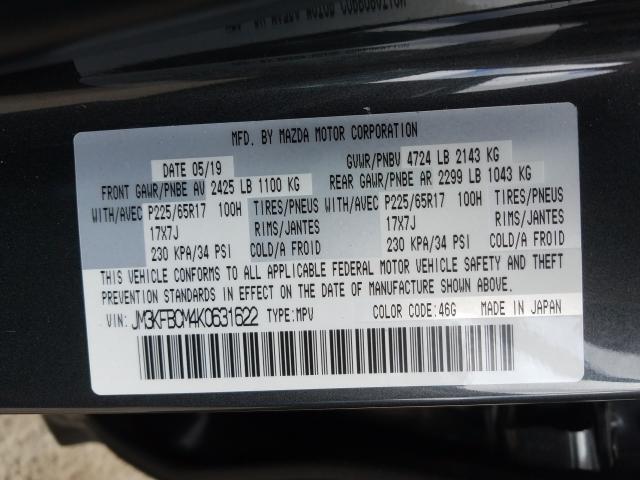 MFD. BY MAZDA MOTOR CORPORATION
DATE 05/19 GVWR/PNBV 4724 LB 2143 KG
FRONT GAWR/PNBE AV 2425 LB 1100 KG REAR GAWR/PNBE AR 2299 LB 1043 KG
WITH/AVEC P225/65R17 100H TIRES/PNEUS WITH/AVEC P225/65R17 100H TIRES/PNEUS
17X7J RIMS/JANTES 17X7J RIMS/JANTES
230 KPA/34 PSI COLD/A FROID 230 KPA/34 PSI COLD/A FROID
THIS VEHICLE CONFORMS TO ALL APPLICABLE FEDERAL MOTOR VEHICLE SAFETY AND THEFT
PREVENTION STANDARDS IN EFFECT ON THE DATE OF MANUFACTURE SHOWN ABOVE.
VIN: JM3KFBCM4K0631622 TYPE: MPV COLOR CODE: 46G MADE IN JAPAN